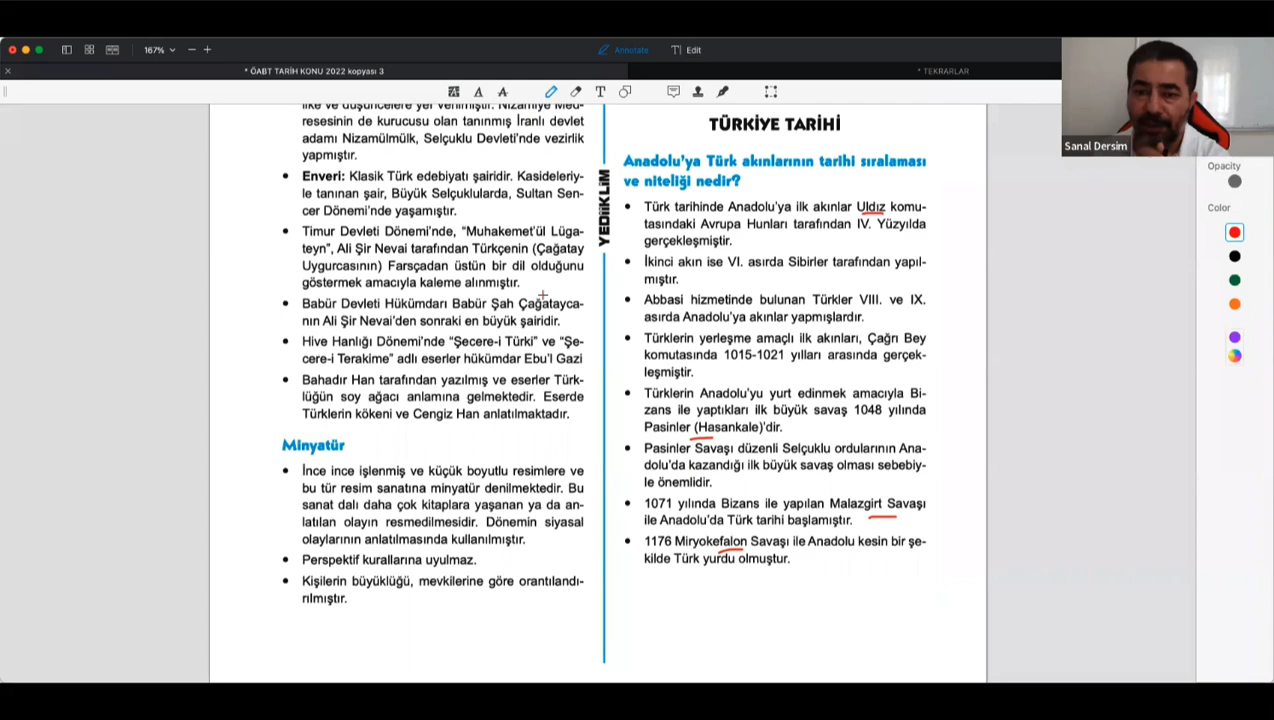 167%
Annotate
Edit
* ÖABT TARİH KONU 2022 kopyası 3
* TEKRARLAR
Sanal Dersim
Opacity
Color
like ve düşüncelere yer verilmiştir. Nizamiye Med-
resesinin de kurucusu olan tanınmış İranlı devlet
adamı Nizamülmülk, Selçuklu Devleti'nde vezirlik
yapmıştır.
Enveri: Klasik Türk edebiyatı şairidir. Kasideleriy-
le tanınan şair, Büyük Selçuklularda, Sultan Sen-
cer Dönemi'nde yaşamıştır.
Timur Devleti Dönemi'nde, "Muhakemet'ül Lüga-
teyn", Ali Şir Nevai tarafından Türkçenin (Çağatay
Uygurcasının) Farsçadan üstün bir dil olduğunu
göstermek amacıyla kaleme alınmıştır.
Babür Devleti Hükümdarı Babür Şah Çağatayca-
nın Ali Şir Nevai'den sonraki en büyük şairidir.
Hive Hanlığı Dönemi'nde "Şecere-i Türki" ve "Şe-
cere-i Terakime" adlı eserler hükümdar Ebu'l Gazi
Bahadır Han tarafından yazılmış ve eserler Türk-
lüğün soy ağacı anlamına gelmektedir. Eserde
Türklerin kökeni ve Cengiz Han anlatılmaktadır.
Minyatür
İnce ince işlenmiş ve küçük boyutlu resimlere ve
bu tür resim sanatına minyatür denilmektedir. Bu
sanat dalı daha çok kitaplara yaşanan ya da an-
latılan olayın resmedilmesidir. Dönemin siyasal
olaylarının anlatılmasında kullanılmıştır.
Perspektif kurallarına uyulmaz.
Kişilerin büyüklüğü, mevkilerine göre orantılandı-
rılmıştır.
YEDİİKLİM
TÜRKİYE TARİHİ
Anadolu'ya Türk akınlarının tarihi sıralaması
ve niteliği nedir?
Türk tarihinde Anadolu'ya ilk akınlar Uldız komu-
tasındaki Avrupa Hunları tarafından IV. Yüzyılda
gerçekleşmiştir.
İkinci akın ise VI. asırda Sibirler tarafından yapıl-
mıştır.
Abbasi hizmetinde bulunan Türkler VIII. ve IX.
asırda Anadolu'ya akınlar yapmışlardır.
Türklerin yerleşme amaçlı ilk akınları, Çağrı Bey
komutasında 1015-1021 yılları arasında gerçek-
leşmiştir.
Türklerin Anadolu'yu yurt edinmek amacıyla Bi-
zans ile yaptıkları ilk büyük savaş 1048 yılında
Pasinler (Hasankale)'dir.
Pasinler Savaşı düzenli Selçuklu ordularının Ana-
dolu'da kazandığı ilk büyük savaş olması sebebiy-
le önemlidir.
1071 yılında Bizans ile yapılan Malazgirt Savaşı
ile Anadolu'da Türk tarihi başlamıştır.
1176 Miryokefalon Savaşı ile Anadolu kesin bir şe-
kilde Türk yurdu olmuştur.